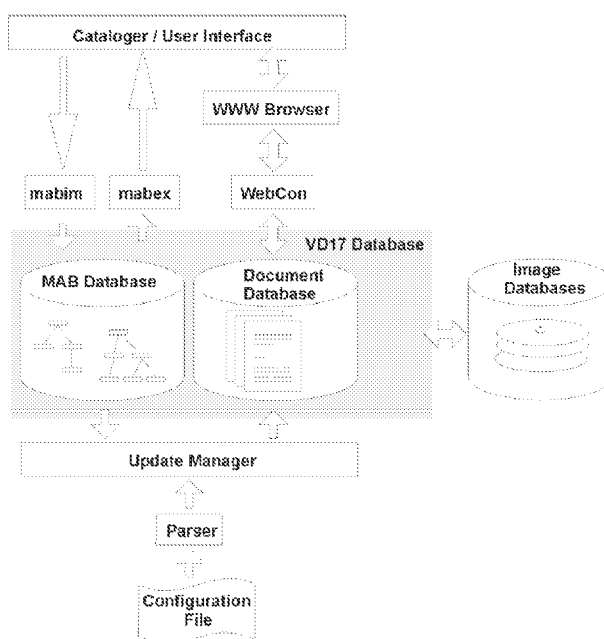 Cataloger / User Interface
WWW Browser
mabim
mabex
WebCon
VD17 Database
MAB Database
Document
Database
Image
Databases
Update Manager
Parser
Configuration
File